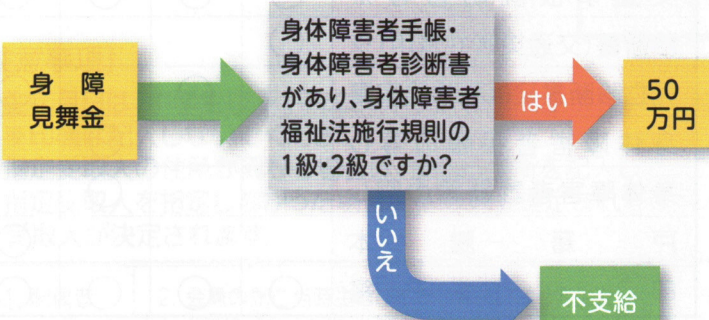 身　障
見舞金
身体障害者手帳・
身体障害者診断書
があり、身体障害者
福祉法施行規則の
1級・2級ですか?
はい
50
万円
いいえ
不支給